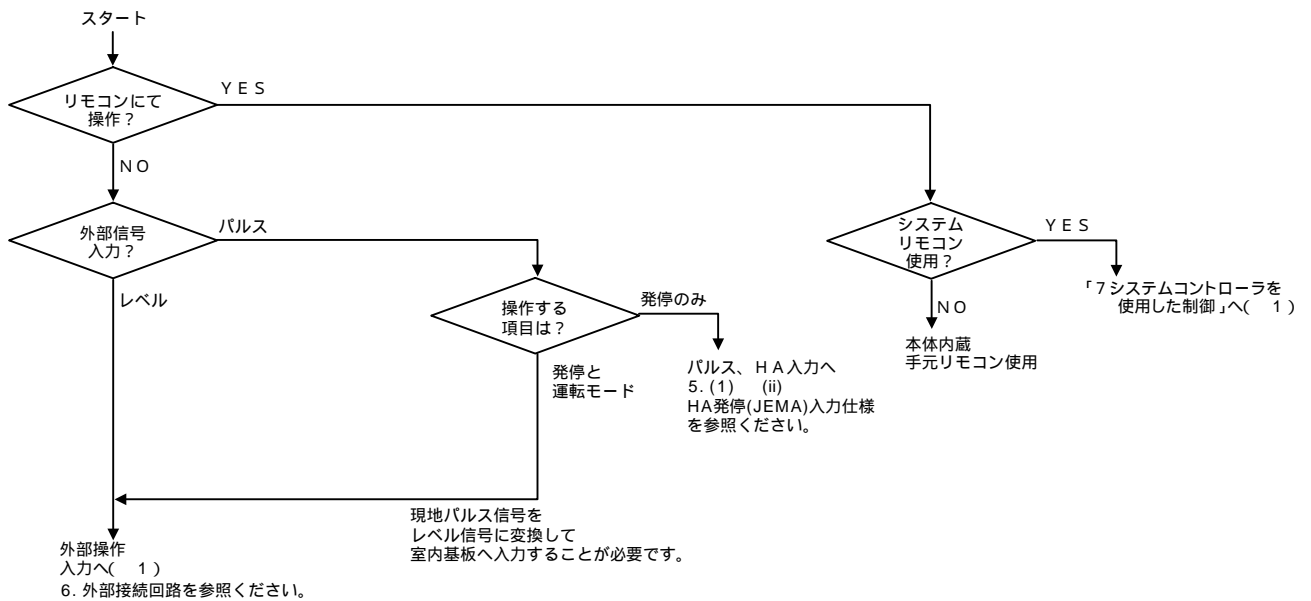 スタート
リモコンにて
操作？
ＹＥＳ
ＮＯ
外部信号
入力？
パルス
レベル
操作する
項目は？
発停のみ
発停と
運転モード
パルス、ＨＡ入力へ
5. (1)　(ii)
HA発停(JEMA)入力仕様
を参照ください。
システム
リモコン
使用？
ＹＥＳ
ＮＯ
「７システムコントローラを
使用した制御」へ(　1 )
本体内蔵
手元リモコン使用
現地パルス信号を
レベル信号に変換して
室内基板へ入力することが必要です。
外部操作
入力へ(　1 )
6. 外部接続回路を参照ください。